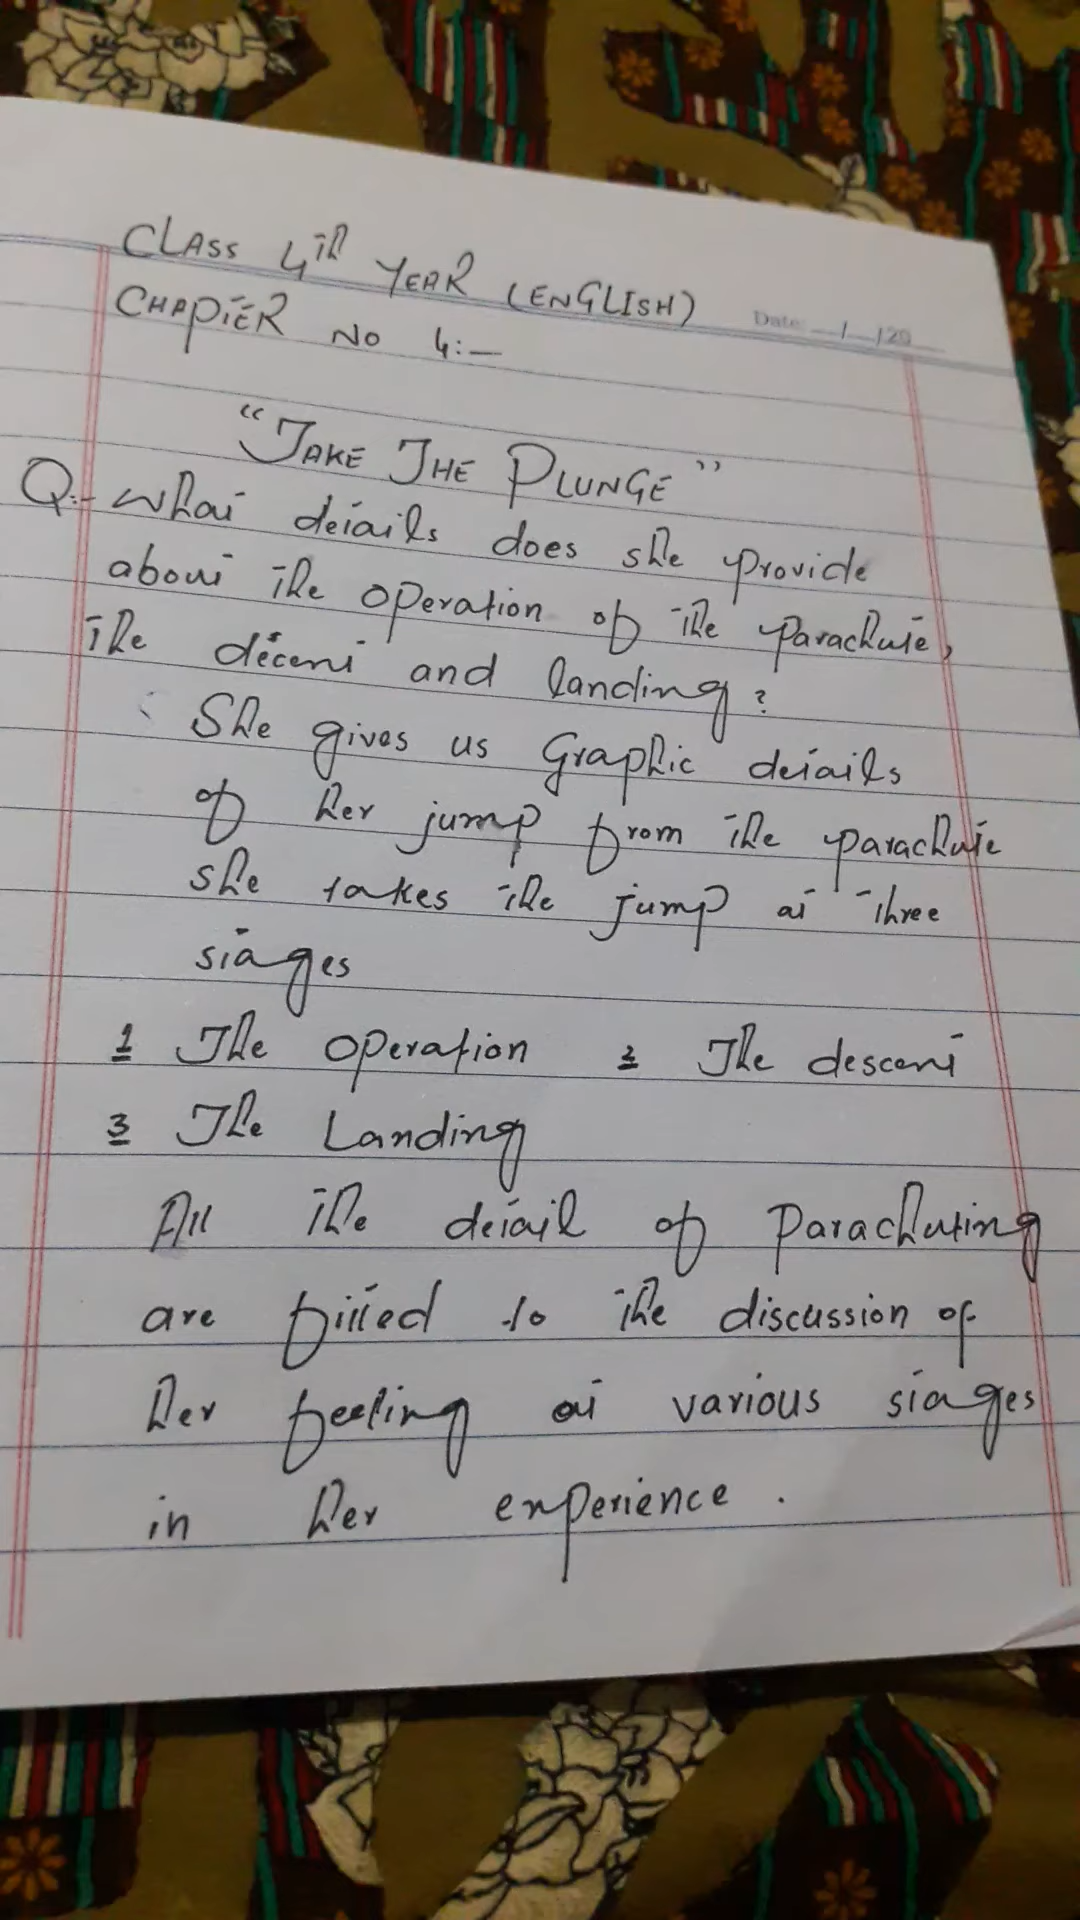 CLASS 4th YEAR (ENGLISH)
CHAPTER NO 4:-
Date: __/__/20__
"TAKE THE PLUNGE"
Q:- What details does she provide
about the operation of the parachute,
the decent and landing?
She gives us Graphic details
of her jump from the parachute
she takes the jump at three
stages
1 The operation 2 The descent
3 The Landing
All the detail of Parachuting
are fitted to the discussion of
her feeling at various stages
in her experience.